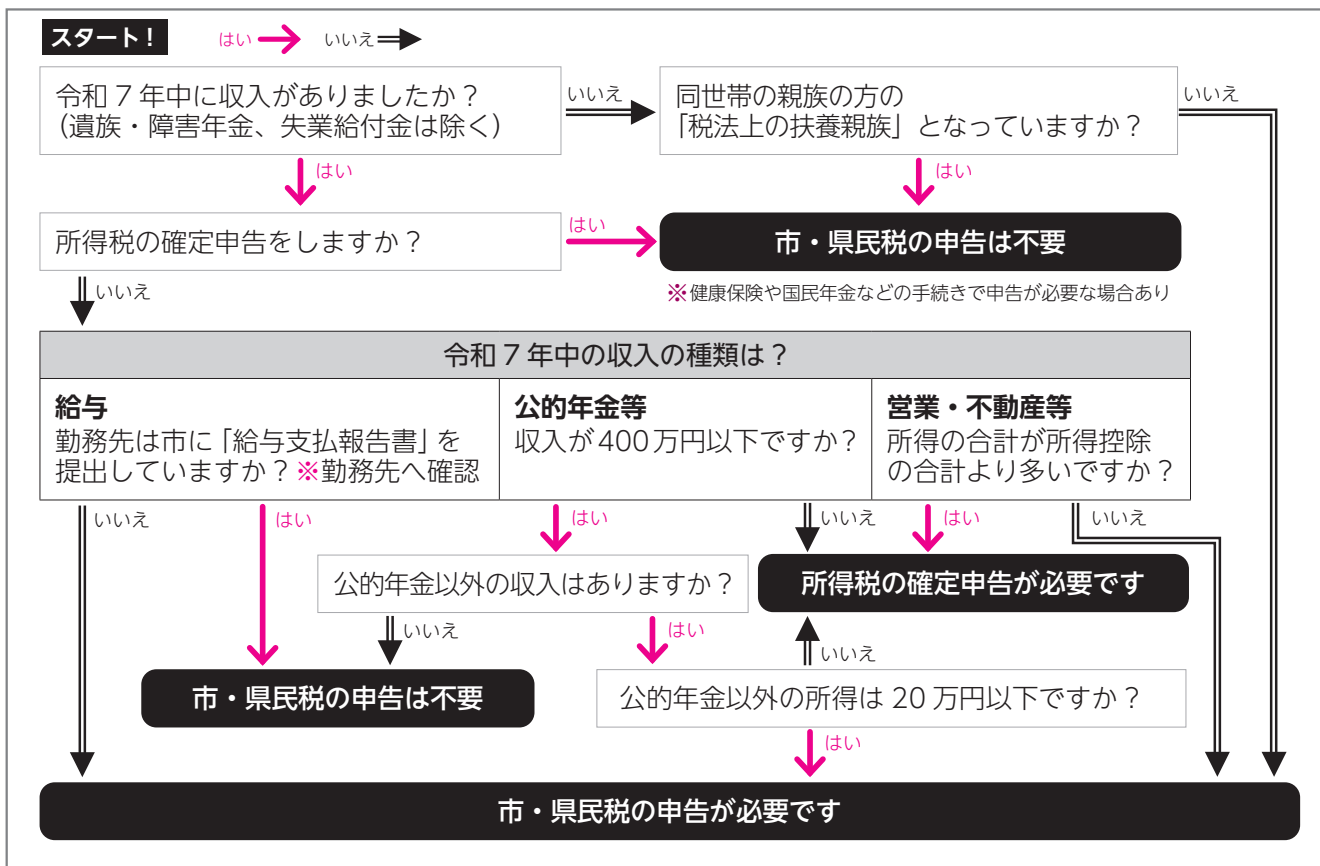 スタート！ はい いいえ
令和７年中に収入がありましたか？
（遺族・障害年金、失業給付金は除く）
いいえ
同世帯の親族の方の
「税法上の扶養親族」となっていますか？
いいえ
はい
はい
所得税の確定申告をしますか？
はい
市・県民税の申告は不要
※健康保険や国民年金などの手続きで申告が必要な場合あり
いいえ
令和７年中の収入の種類は？
給与
勤務先は市に「給与支払報告書」を
提出していますか？※勤務先へ確認
公的年金等
収入が400万円以下ですか？
営業・不動産等
所得の合計が所得控除
の合計より多いですか？
いいえ
はい
はい
いいえ
はい
いいえ
公的年金以外の収入はありますか？
所得税の確定申告が必要です
いいえ
はい
いいえ
市・県民税の申告は不要
公的年金以外の所得は 20 万円以下ですか？
はい
市・県民税の申告が必要です